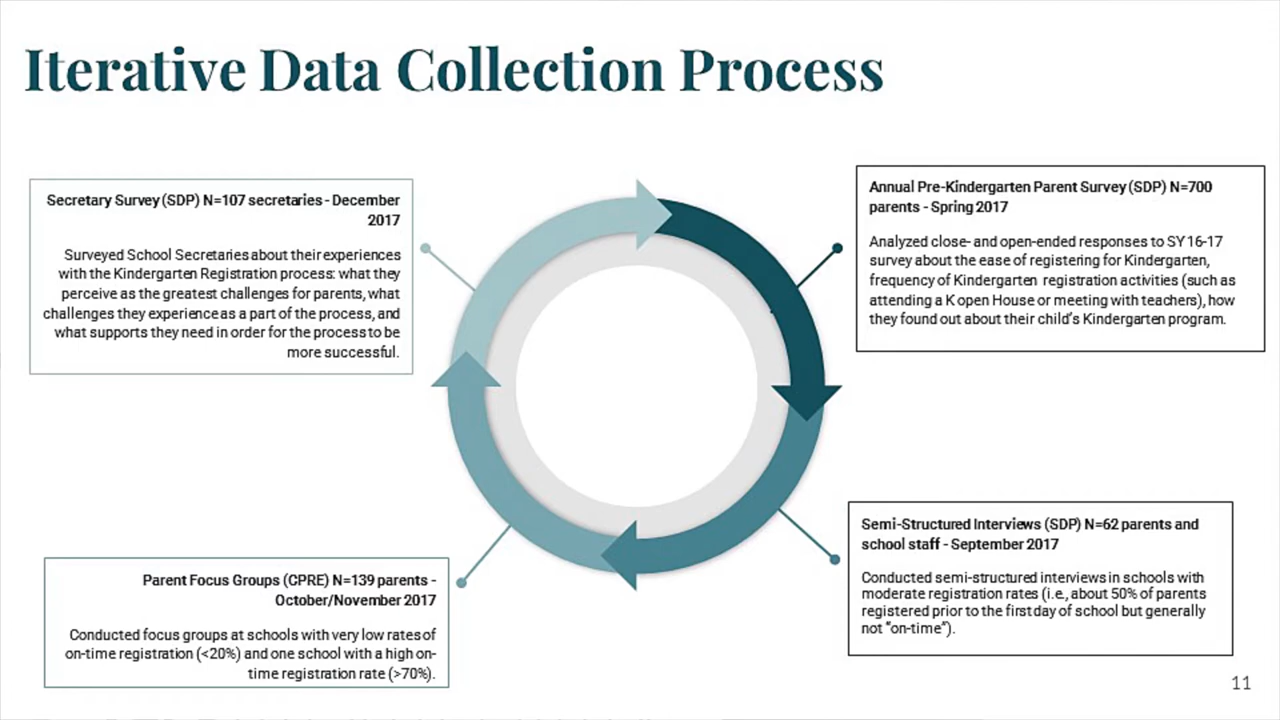 Iterative Data Collection Process
Secretary Survey (SDP) N=107 secretaries - December
2017
Surveyed School Secretaries about their experiences
with the Kindergarten Registration process: what they
perceive as the greatest challenges for parents, what
challenges they experience as a part of the process, and
what supports they need in order for the process to be
more successful.
Annual Pre-Kindergarten Parent Survey (SDP) N=700
parents - Spring 2017
Analyzed close- and open-ended responses to SY 16-17
survey about the ease of registering for Kindergarten,
frequency of Kindergarten registration activities (such as
attending a K open House or meeting with teachers), how
they found out about their child's Kindergarten program.
Parent Focus Groups (CPRE) N=139 parents -
October/November 2017
Conducted focus groups at schools with very low rates of
on-time registration (<20%) and one school with a high on-
time registration rate (>70%).
Semi-Structured Interviews (SDP) N=62 parents and
school staff - September 2017
Conducted semi-structured interviews in schools with
moderate registration rates (i.e., about 50% of parents
registered prior to the first day of school but generally
not "on-time").
11